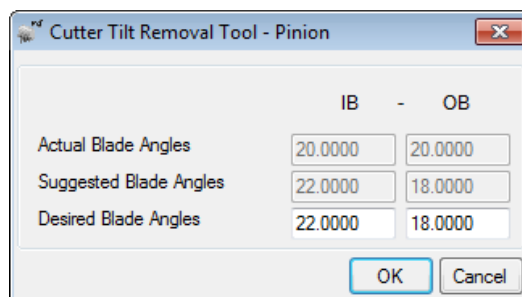 Cutter Tilt Removal Tool - Pinion
IB - OB
Actual Blade Angles 20.0000 20.0000
Suggested Blade Angles 22.0000 18.0000
Desired Blade Angles 22.0000 18.0000
OK Cancel